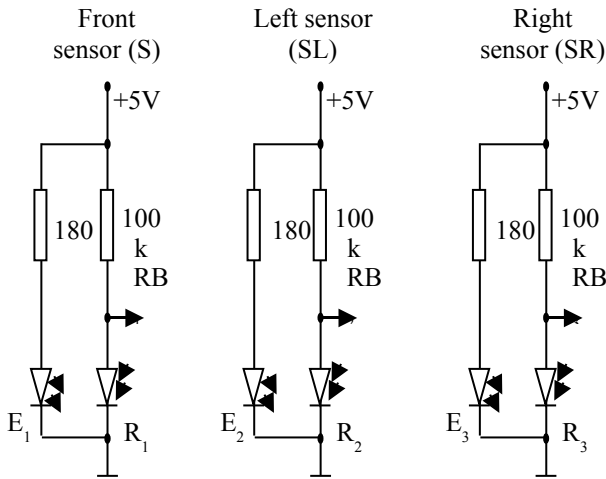 Front
sensor (S)
+5V
180
100
k
RB
E₁
R₁
Left sensor
(SL)
+5V
180
100
k
RB
E₂
R₂
Right
sensor (SR)
+5V
180
100
k
RB
E₃
R₃